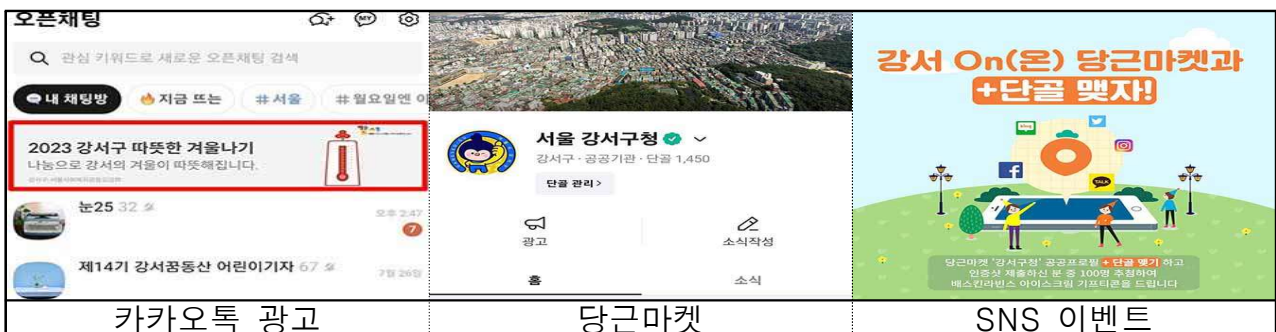 오픈채팅
관심 키워드로 새로운 오픈채팅 검색
내 채팅방 지금 뜨는 #서울 #월요일엔
2023 강서구 따뜻한 겨울나기
나눔으로 강서의 겨울이 따뜻해집니다.
눈25 32
오후 2:47
7
제14기 강서꿈동산 어린이기자 67
7월 26일
카카오톡 광고
서울 강서구청
강서구·공공기관·단골 1,450
단골 관리>
광고 소식작성
홈 소식
당근마켓
강서 On(온) 당근마켓과
+단골 맺자!
blog
TALK
당근마켓 '강서구청' 공공프로필 +단골 맺기 하고
인증샷 제출하신 분 중 100명 추첨하여
배스킨라빈스 아이스크림 기프티콘을 드립니다
SNS 이벤트